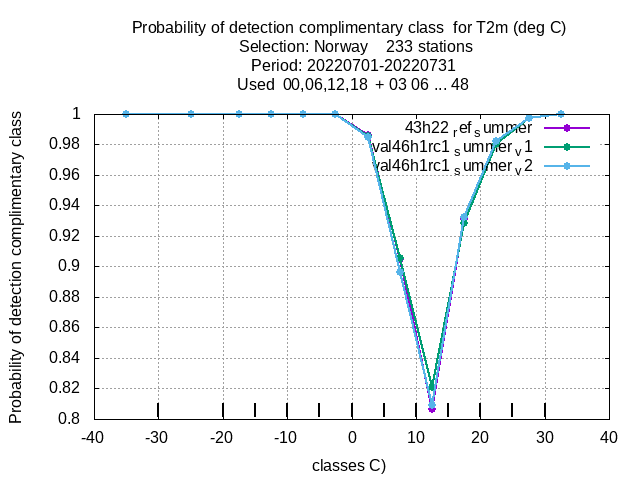 Probability of detection complimentary class  for T2m (deg C)
Selection: Norway    233 stations
Period: 20220701-20220731
Used  00,06,12,18  + 03 06 ... 48
Probability of detection complimentary class
1
0.98
0.96
0.94
0.92
0.9
0.88
0.86
0.84
0.82
0.8
43h22 ref summer
val46h1rc1 summer v1
val46h1rc1 summer v2
-40 -30 -20 -10 0 10 20 30 40
classes C)